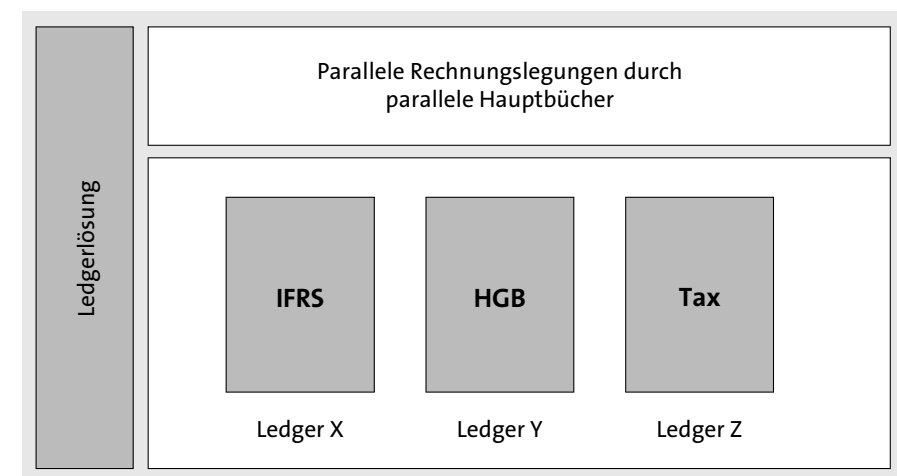 Ledgerlösung
Parallele Rechnungslegungen durch
parallele Hauptbücher
IFRS
HGB
Tax
Ledger X
Ledger Y
Ledger Z